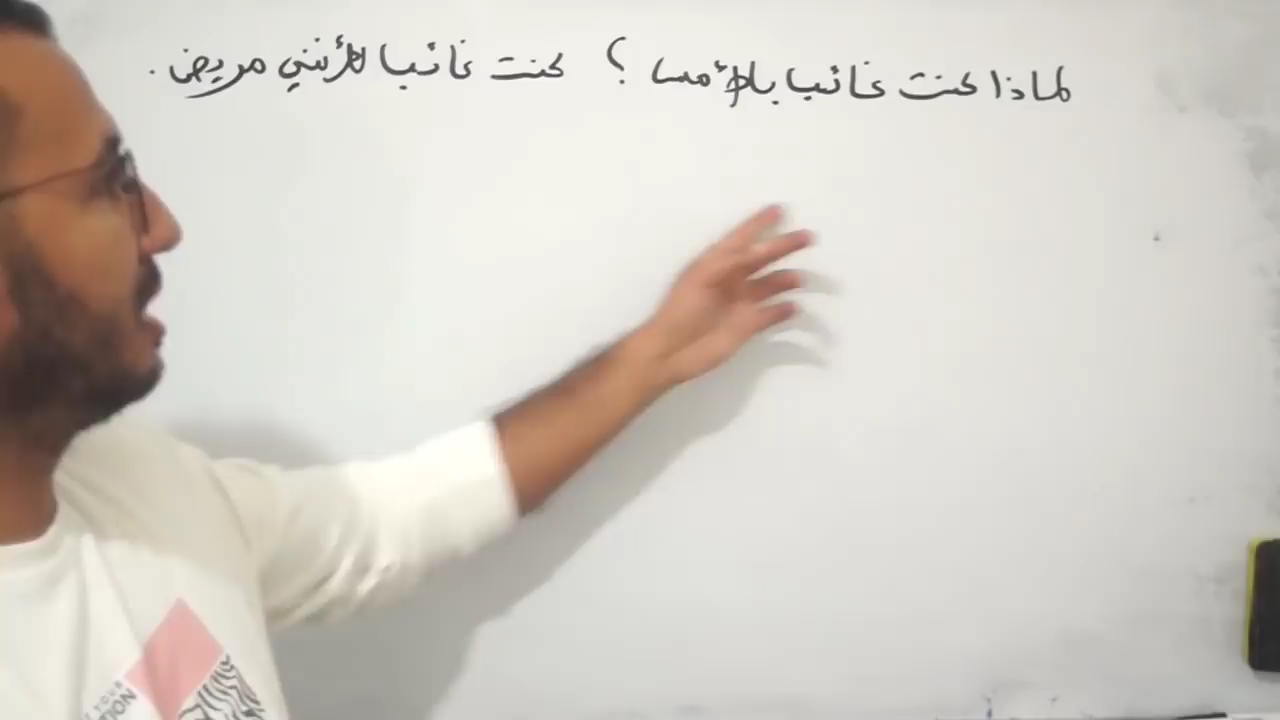 لماذا كنت غائبا بالأمس ؟ كنت غائبا لأنني مريض .